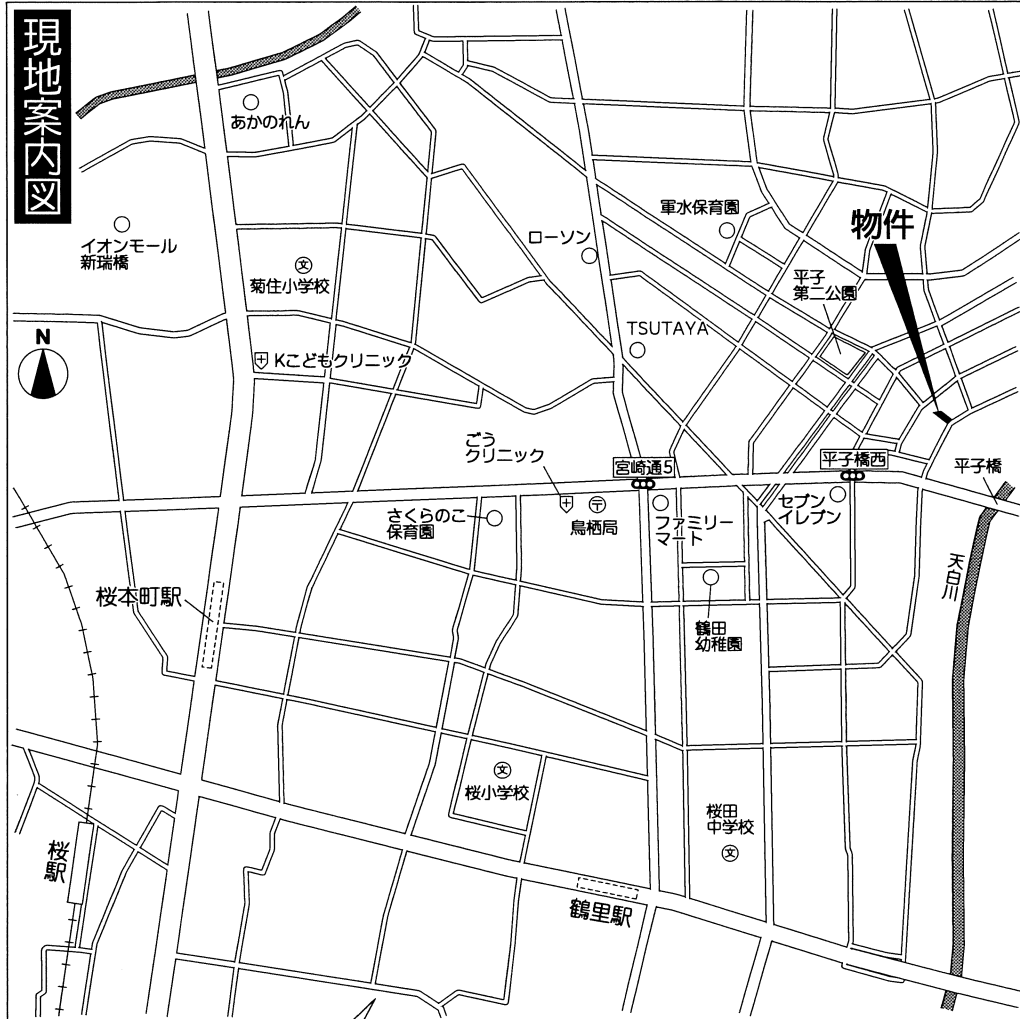 現地案内図
あかのれん
イオンモール
新瑞橋
菊住小学校
文
Kこどもクリニック
N
ローソン
軍水保育園
物件
平子
第二公園
TSUTAYA
ごう
クリニック
宮崎通5
平子橋西
平子橋
さくらのこ
保育園
鳥栖局
ファミリー
マート
セブン
イレブン
天白川
桜本町駅
鶴田
幼稚園
文
桜小学校
桜田
中学校
文
桜駅
鶴里駅